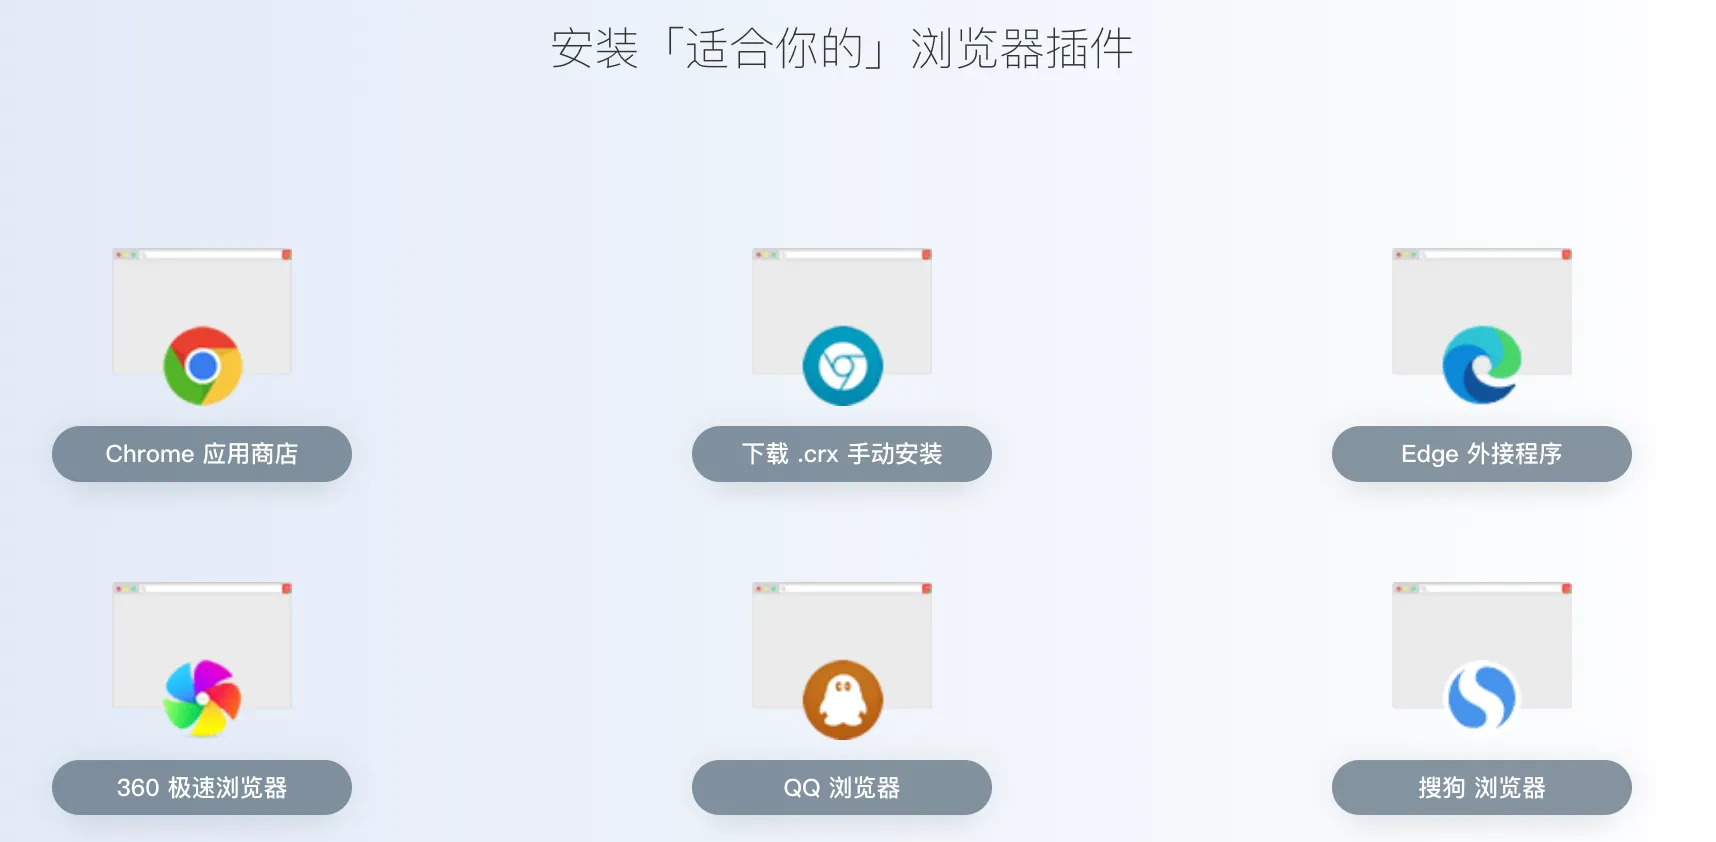 安装「适合你的」浏览器插件
Chrome 应用商店
下载 .crx 手动安装
Edge 外接程序
360 极速浏览器
QQ 浏览器
搜狗 浏览器